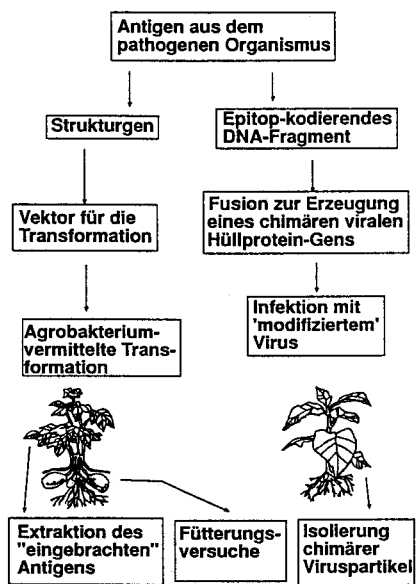 Antigen aus dem
pathogenen Organismus
Strukturgen
Epitop-kodierendes
DNA-Fragment
Vektor für die
Transformation
Fusion zur Erzeugung
eines chimären viralen
Hüllprotein-Gens
Agrobakterium-
vermittelte Trans-
formation
Infektion mit
'modifiziertem'
Virus
Extraktion des
"eingebrachten"
Antigens
Fütterungs-
versuche
Isolierung
chimärer
Viruspartikel